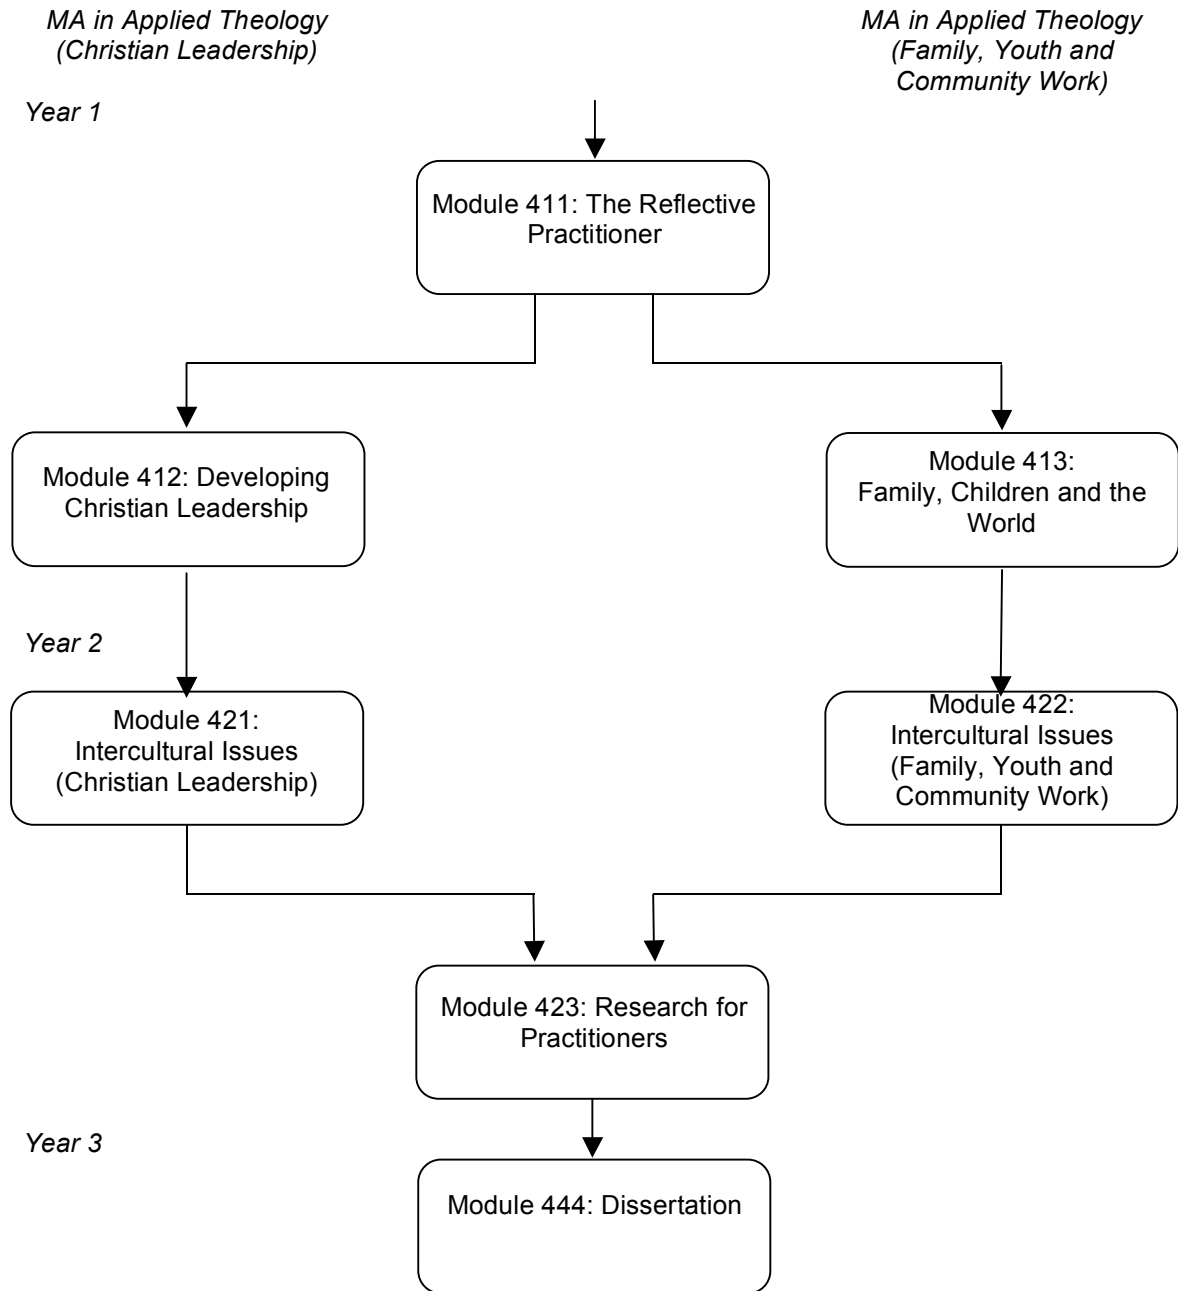 MA in Applied Theology
(Christian Leadership)
MA in Applied Theology
(Family, Youth and
Community Work)
Year 1
Module 411: The Reflective
Practitioner
Module 412: Developing
Christian Leadership
Module 413:
Family, Children and the
World
Year 2
Module 421:
Intercultural Issues
(Christian Leadership)
Module 422:
Intercultural Issues
(Family, Youth and
Community Work)
Module 423: Research for
Practitioners
Year 3
Module 444: Dissertation